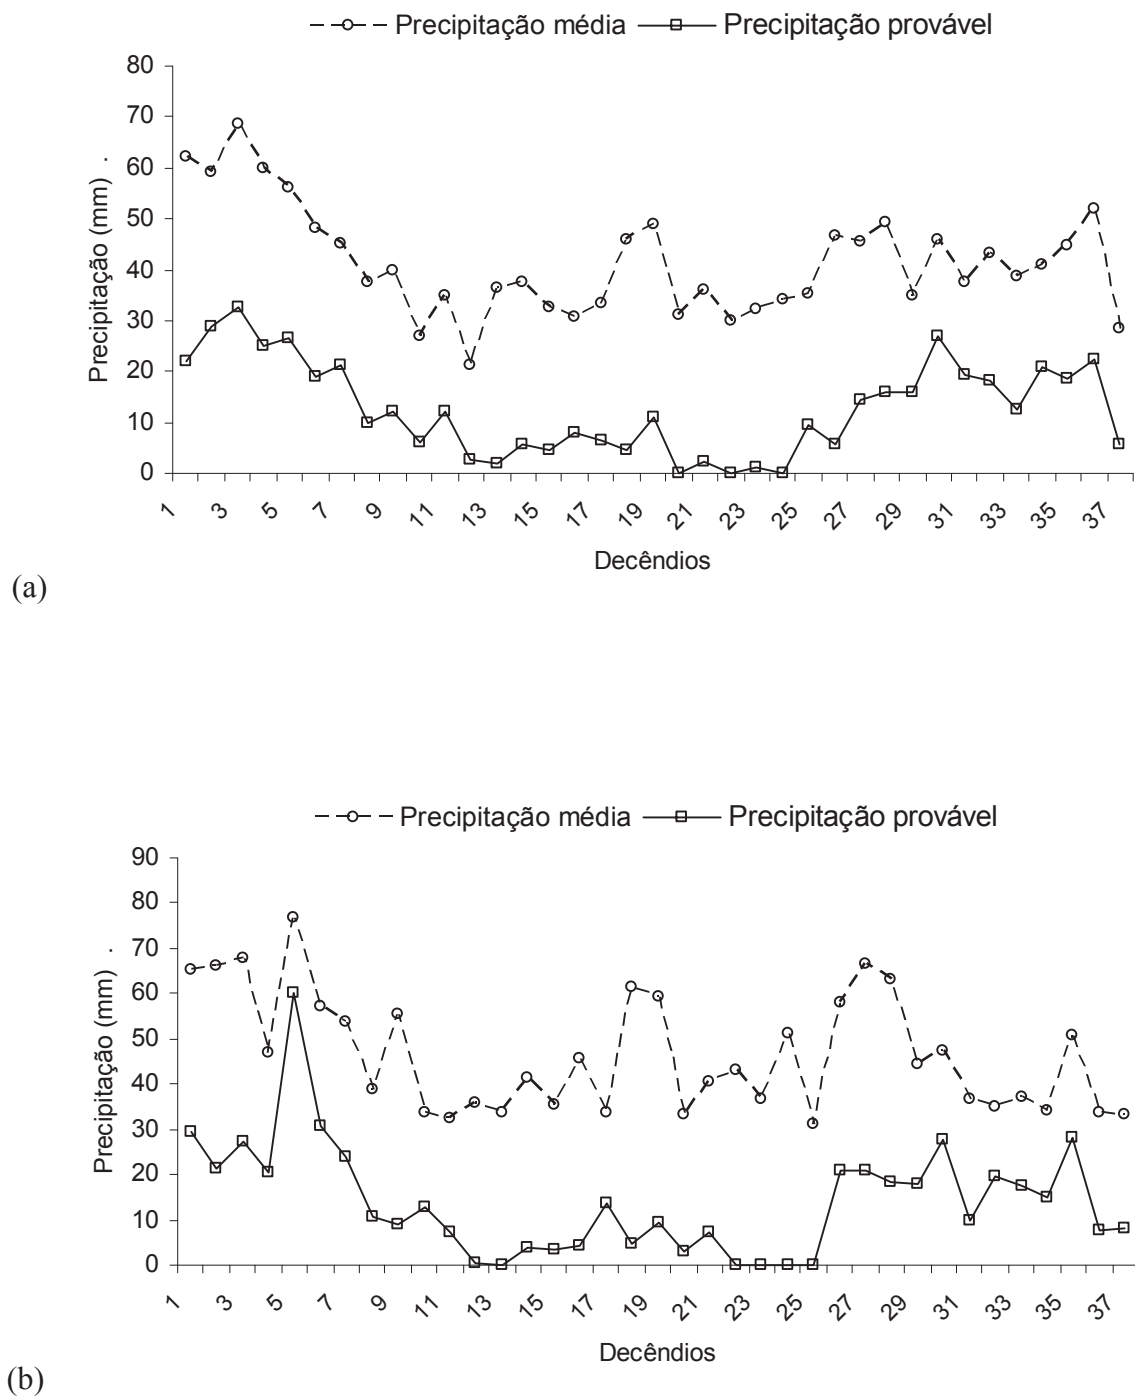 Precipitação média Precipitação provável
80
70
60
50
40
30
20
10
0
Precipitação (mm) .
1 3 5 7 9 11 13 15 17 19 21 23 25 27 29 31 33 35 37
Decêndios
(a)
Precipitação média Precipitação provável
90
80
70
60
50
40
30
20
10
0
Precipitação (mm) .
1 3 5 7 9 11 13 15 17 19 21 23 25 27 29 31 33 35 37
Decêndios
(b)